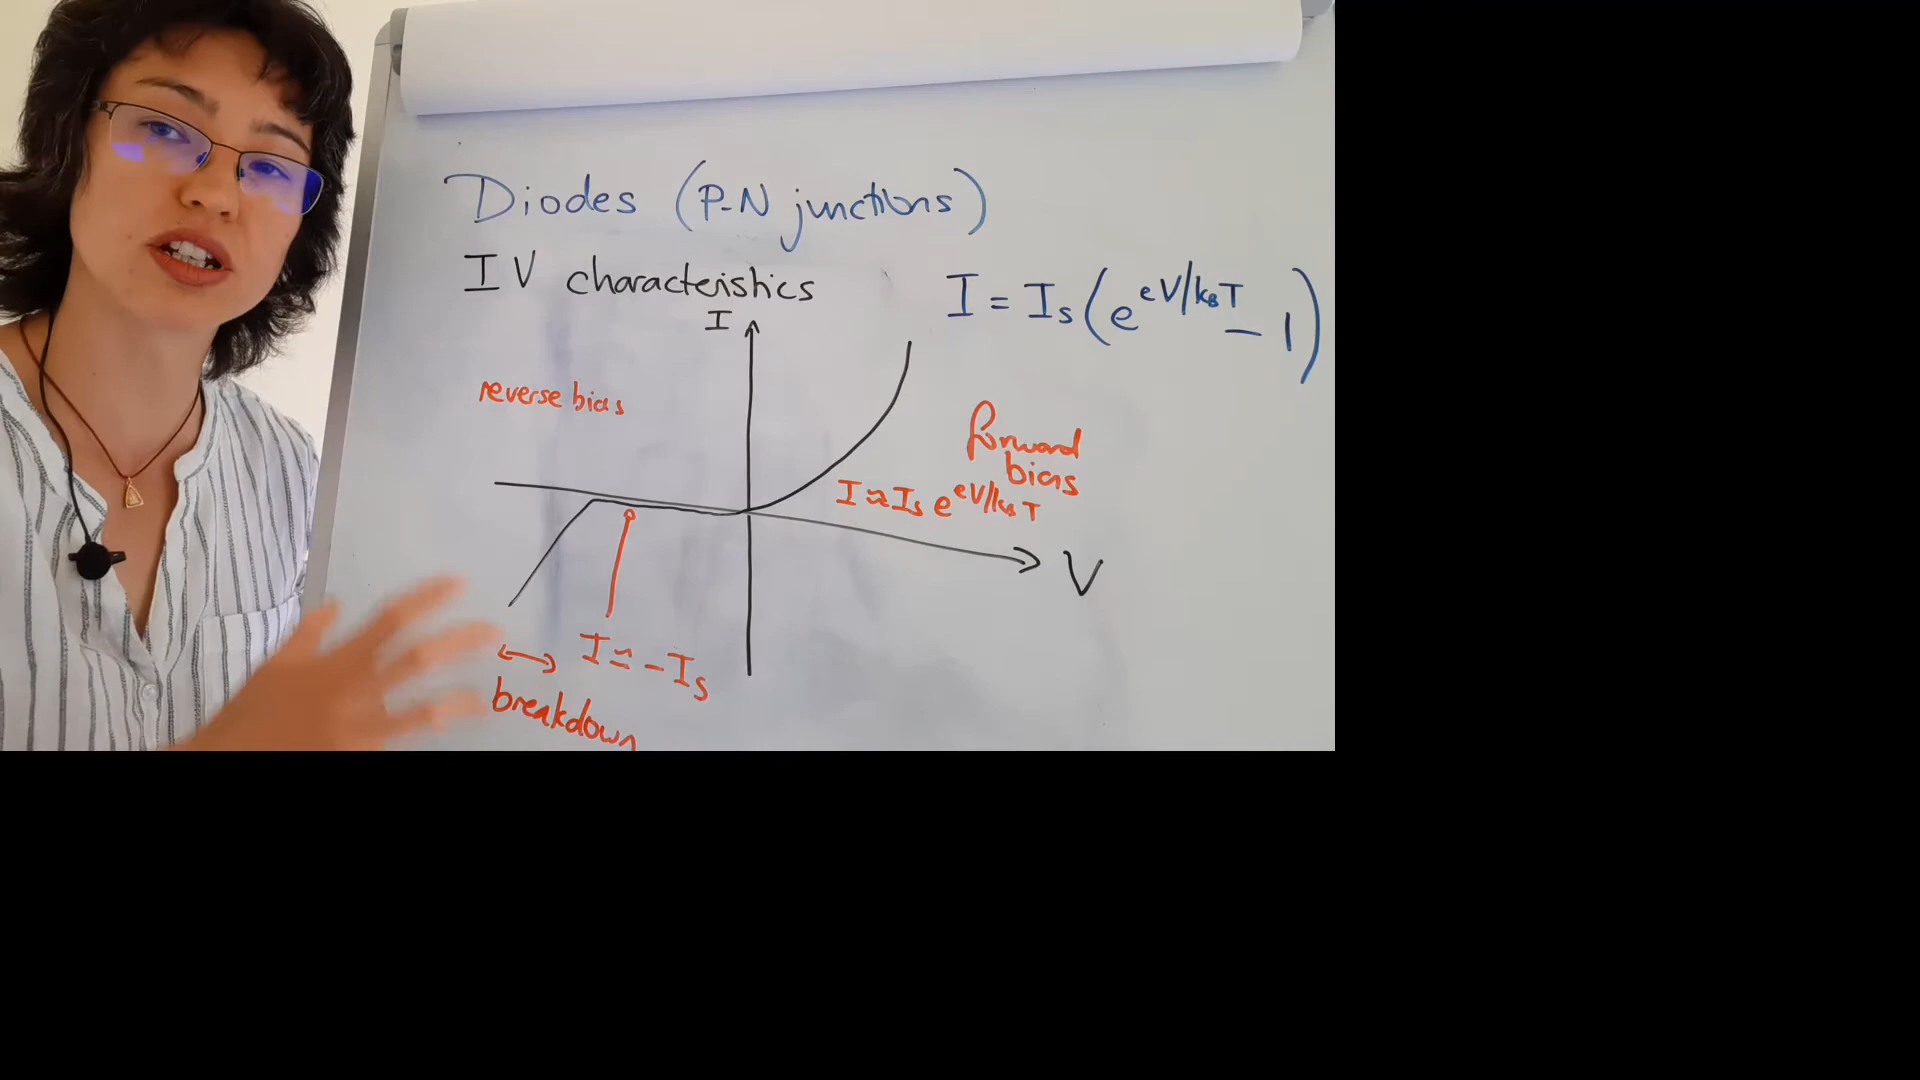 Diodes (P-N junctions)
IV characteristics
I = Is(e^eV/kBT - 1)
I
reverse bias
forward
bias
I ≈ Is e^eV/kBT
V
I ≈ -Is
breakdown